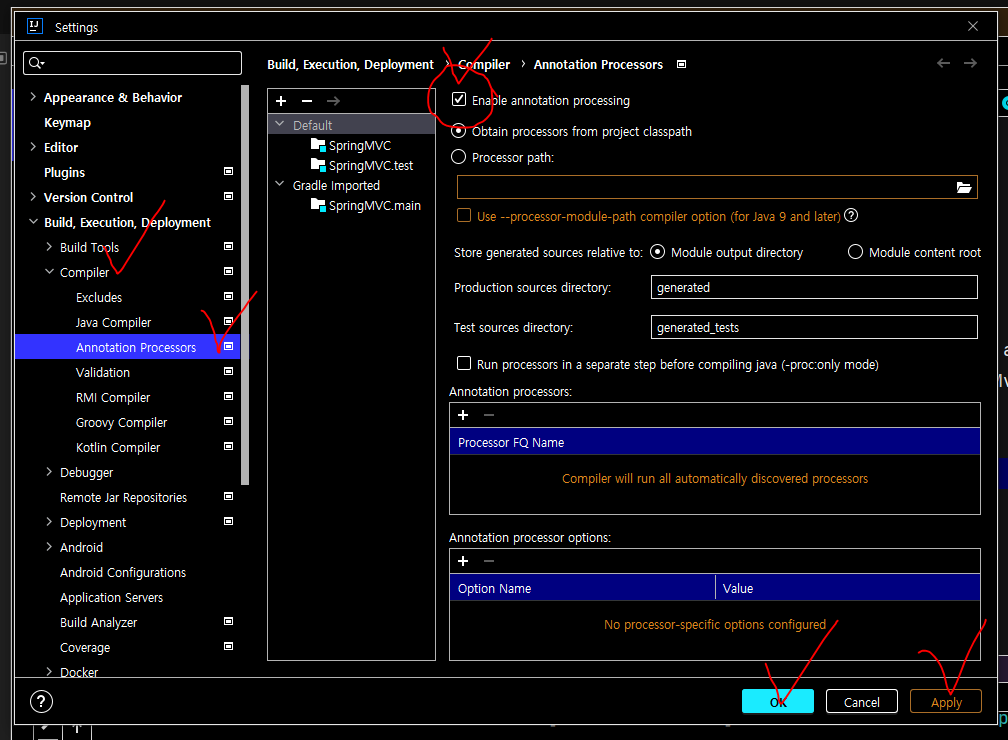 Settings
Build, Execution, Deployment › Compiler › Annotation Processors
Appearance & Behavior
Keymap
Editor
Plugins
Version Control
Build, Execution, Deployment
Build Tools
Compiler
Excludes
Java Compiler
Annotation Processors
Validation
RMI Compiler
Groovy Compiler
Kotlin Compiler
Debugger
Remote Jar Repositories
Deployment
Android
Android Configurations
Application Servers
Build Analyzer
Coverage
Docker
Default
SpringMVC
SpringMVC.test
Gradle Imported
SpringMVC.main
Enable annotation processing
Obtain processors from project classpath
Processor path:
Use --processor-module-path compiler option (for Java 9 and later)
Store generated sources relative to: Module output directory Module content root
Production sources directory: generated
Test sources directory: generated_tests
Run processors in a separate step before compiling java (-proc:only mode)
Annotation processors:
Processor FQ Name
Compiler will run all automatically discovered processors
Annotation processor options:
Option Name Value
No processor-specific options configured
OK Cancel Apply